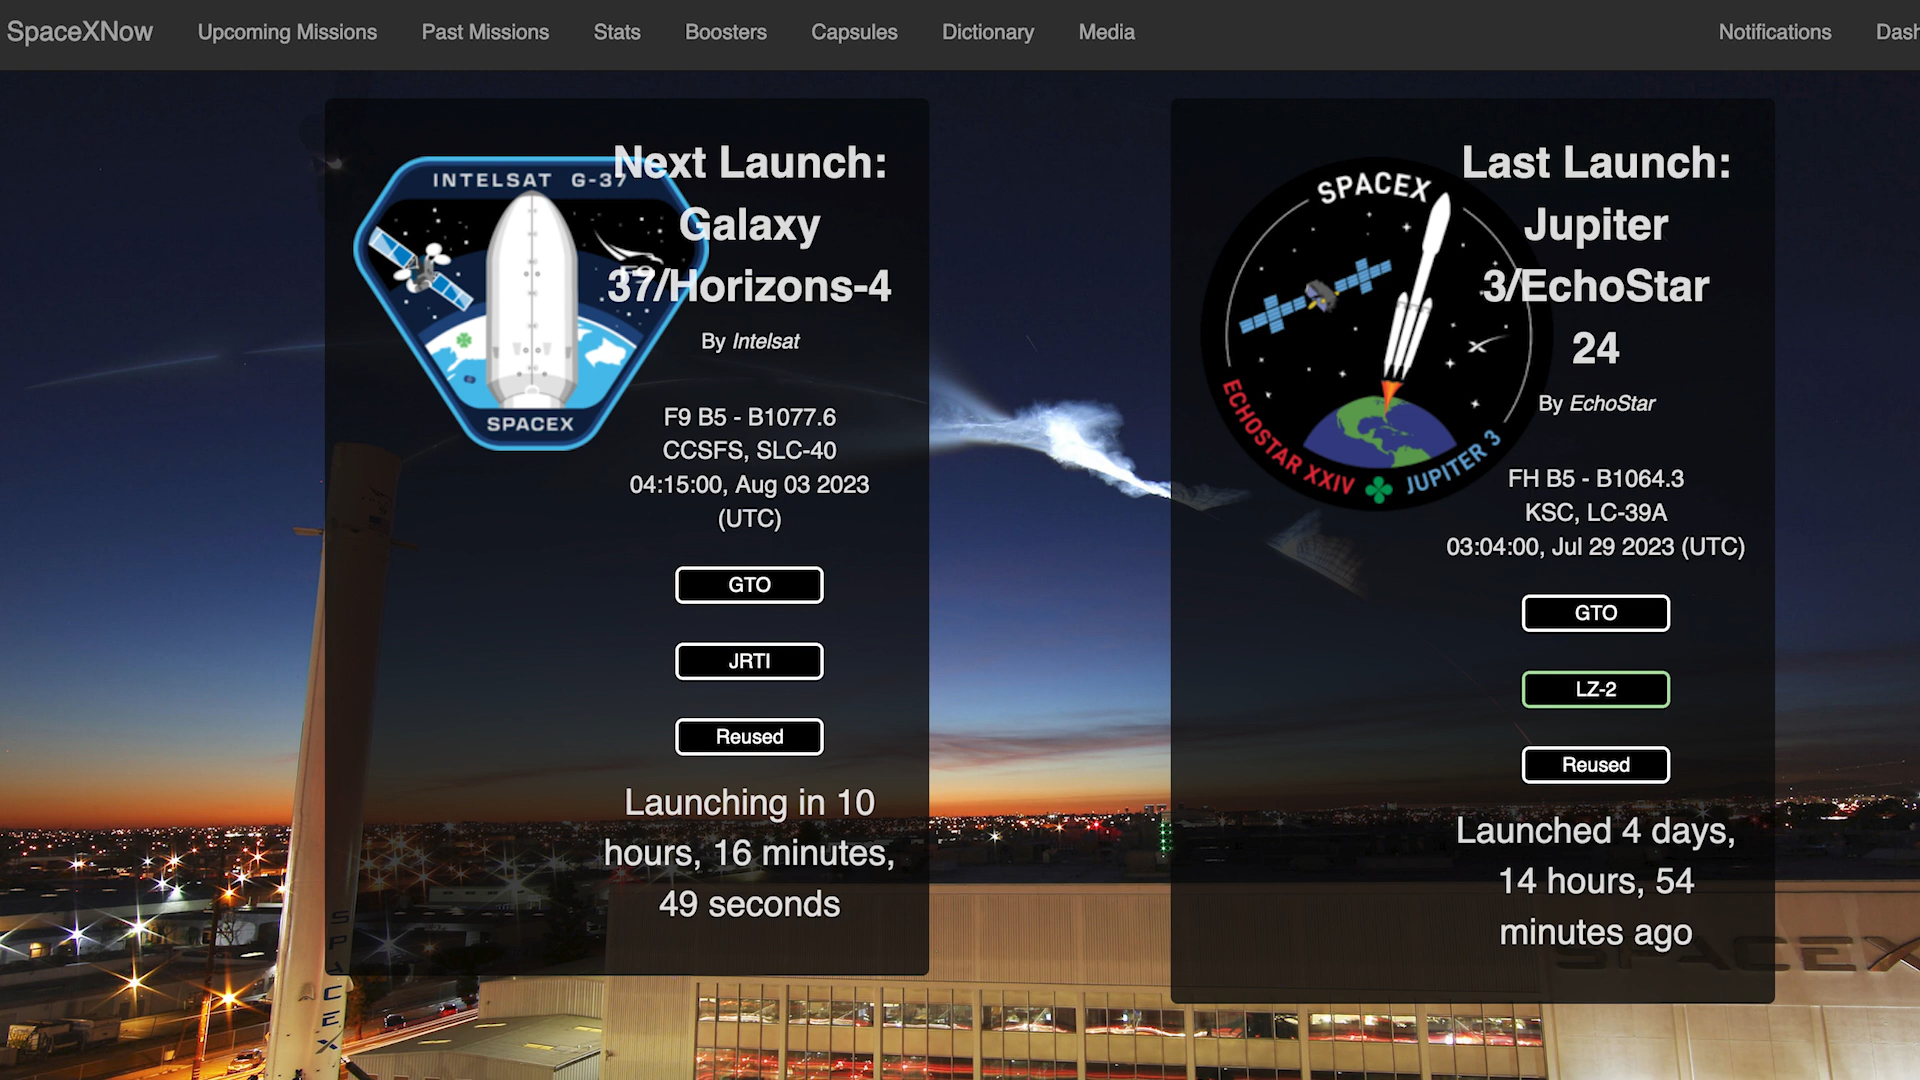 SpaceXNow
Upcoming Missions
Past Missions
Stats
Boosters
Capsules
Dictionary
Media
Notifications
Dash
INTELSAT G-37
F9
SPACEX
Next Launch:
Galaxy
37/Horizons-4
By Intelsat
F9 B5 - B1077.6
CCSFS, SLC-40
04:15:00, Aug 03 2023
(UTC)
GTO
JRTI
Reused
Launching in 10
hours, 16 minutes,
49 seconds
SPACEX
ECHOSTAR XXIV
JUPITER 3
Last Launch:
Jupiter
3/EchoStar
24
By EchoStar
FH B5 - B1064.3
KSC, LC-39A
03:04:00, Jul 29 2023 (UTC)
GTO
LZ-2
Reused
Launched 4 days,
14 hours, 54
minutes ago
SPACEX
SPACEX